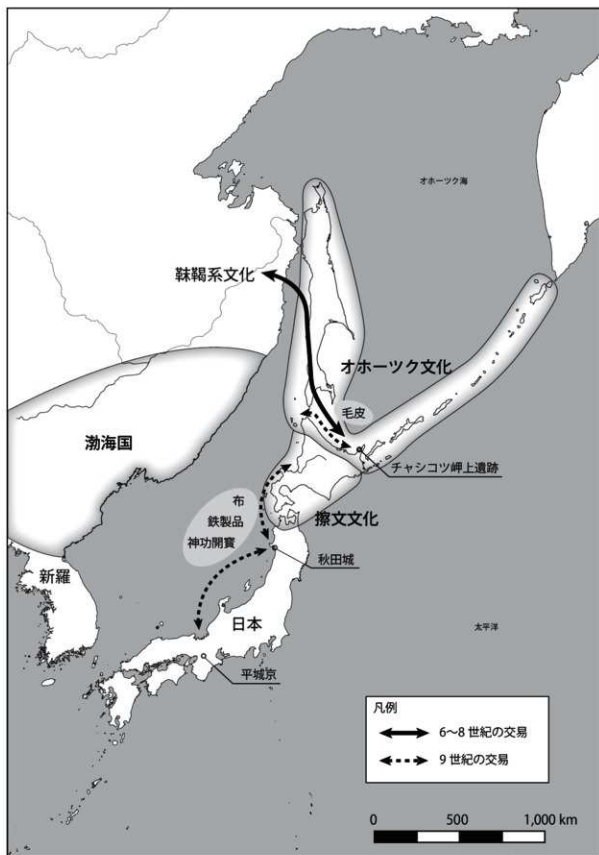 オホーツク海
靺鞨系文化
オホーツク文化
毛皮
渤海国
チャシコツ岬上遺跡
布
鉄製品
神功開寳
擦文文化
新羅
秋田城
日本
太平洋
平城京
凡例
6〜8 世紀の交易
9 世紀の交易
0 500 1,000 km